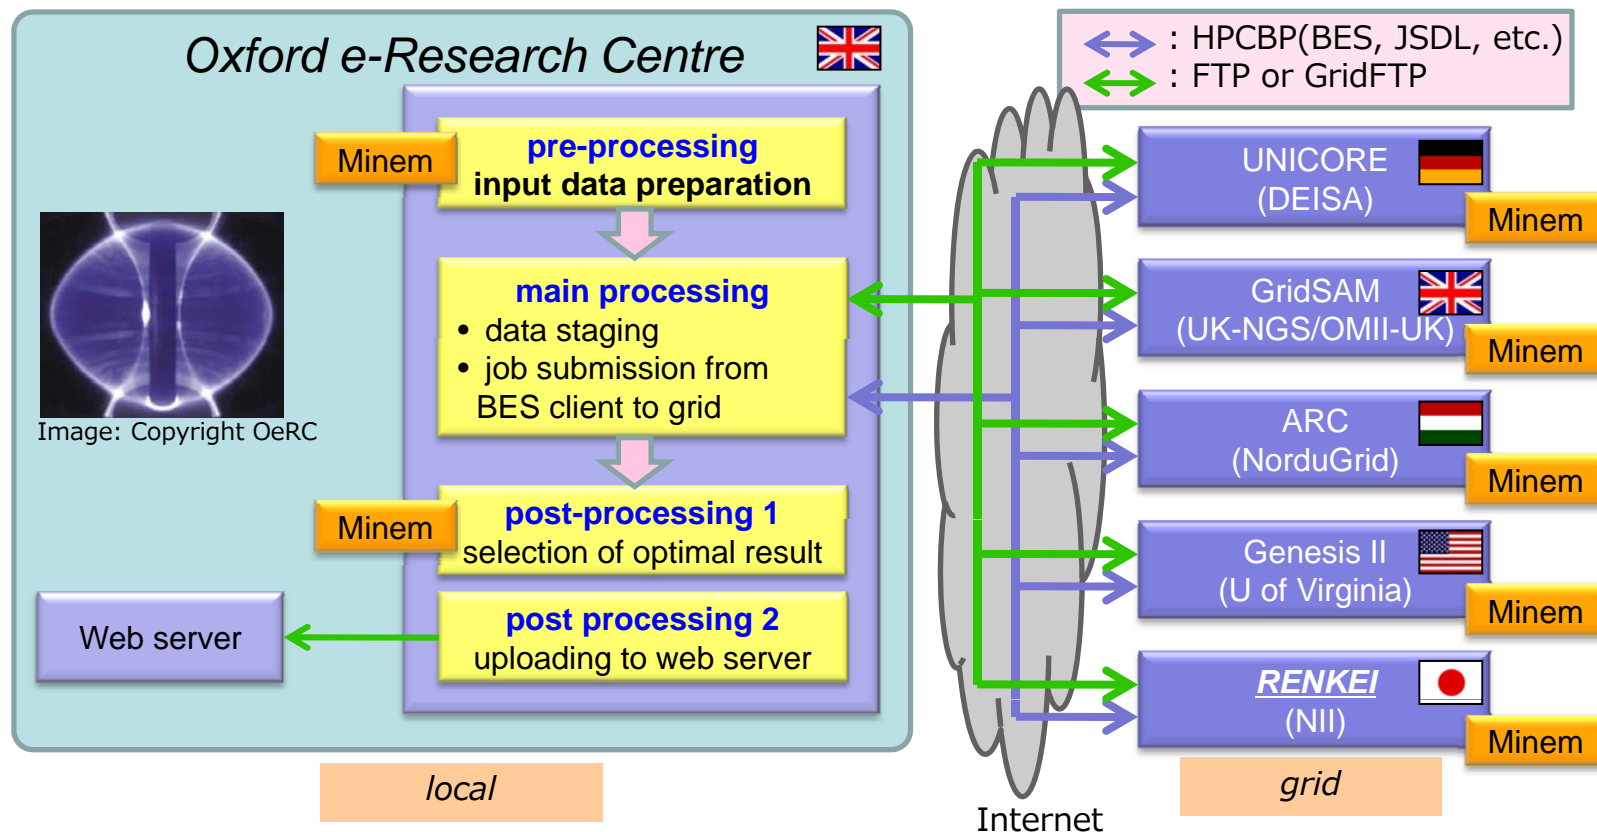 Oxford e-Research Centre
: HPCBP(BES, JSDL, etc.)
: FTP or GridFTP
Minem
pre-processing
input data preparation
main processing
• data staging
• job submission from
BES client to grid
Image: Copyright OeRC
Minem
post-processing 1
selection of optimal result
Web server
post processing 2
uploading to web server
local
Internet
UNICORE
(DEISA)
Minem
GridSAM
(UK-NGS/OMII-UK)
Minem
ARC
(NorduGrid)
Minem
Genesis II
(U of Virginia)
Minem
RENKEI
(NII)
Minem
grid